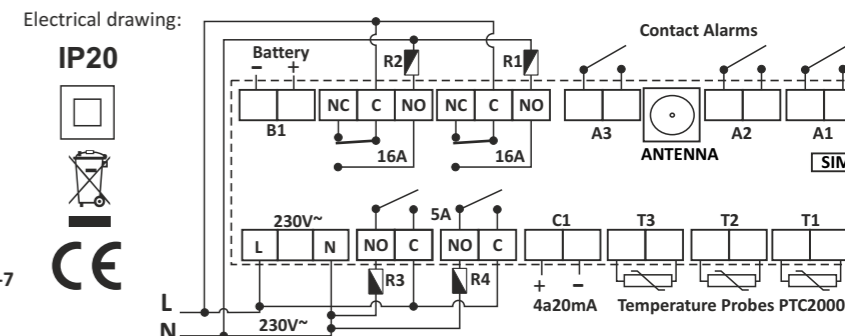 Electrical drawing:
IP20
Contact Alarms
Battery
R2
R1
- +
NC C NO NC C NO
B1
A3
A2
A1
16A
16A
ANTENNA
SIM
5A
230V~
C1
T3
T2
T1
L N NO C NO C
R3
R4
+ -
4a20mA
Temperature Probes PTC2000
-7
CE
L
N
230V~